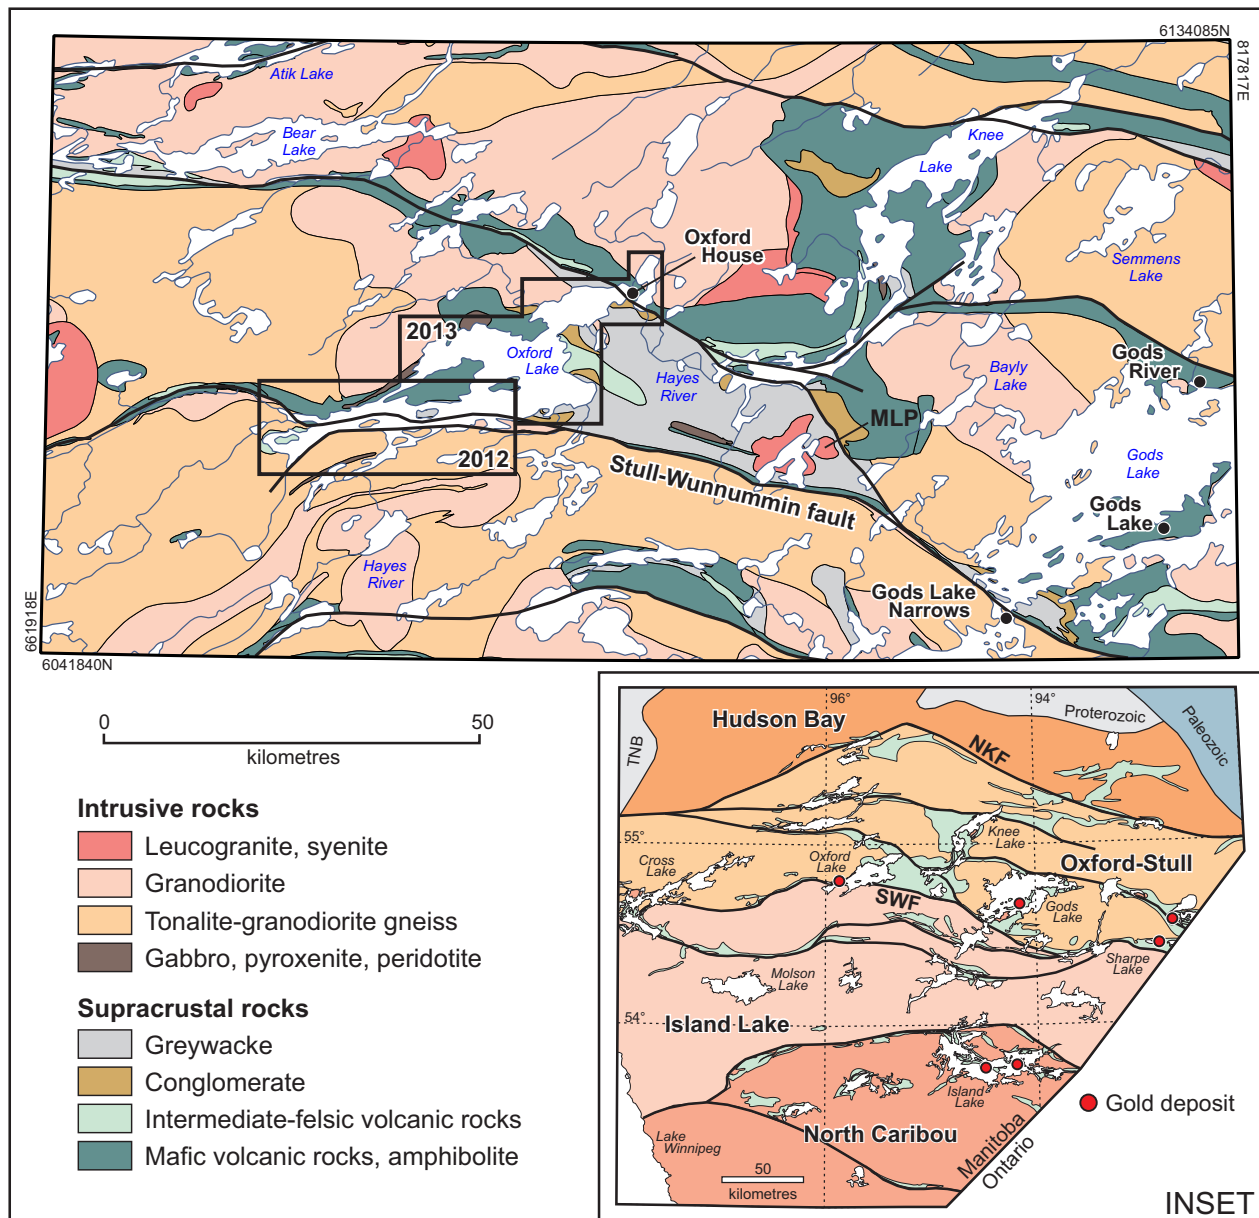 6134085N
817817E
Atik Lake
Bear
Lake
Knee
Lake
Oxford
House
Semmens
Lake
2013
Oxford
Lake
Hayes
River
Bayly
Lake
Gods
River
MLP
2012
Gods
Lake
Stull-Wunnummin fault
Gods
Lake
Hayes
River
Gods Lake
Narrows
661918E
6041840N
0 50
kilometres
Intrusive rocks
Leucogranite, syenite
Granodiorite
Tonalite-granodiorite gneiss
Gabbro, pyroxenite, peridotite
Supracrustal rocks
Greywacke
Conglomerate
Intermediate-felsic volcanic rocks
Mafic volcanic rocks, amphibolite
96°
94°
Hudson Bay
Proterozoic
Paleozoic
TNB
NKF
55°
Knee
Lake
Cross
Lake
Oxford
Lake
Oxford-Stull
SWF
Gods
Lake
Sharpe
Lake
Molson
Lake
54°
Island Lake
Island
Lake
Gold deposit
North Caribou
Lake
Winnipeg
Manitoba
Ontario
50
kilometres
INSET